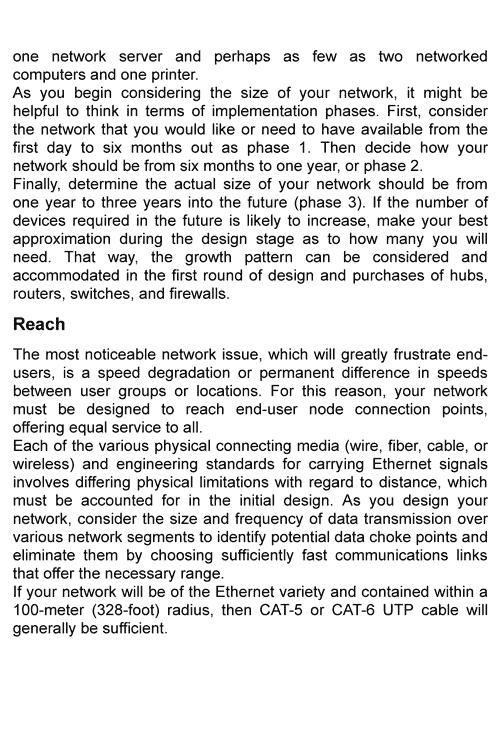 one network server and perhaps as few as two networked
computers and one printer.
As you begin considering the size of your network, it might be
helpful to think in terms of implementation phases. First, consider
the network that you would like or need to have available from the
first day to six months out as phase 1. Then decide how your
network should be from six months to one year, or phase 2.
Finally, determine the actual size of your network should be from
one year to three years into the future (phase 3). If the number of
devices required in the future is likely to increase, make your best
approximation during the design stage as to how many you will
need. That way, the growth pattern can be considered and
accommodated in the first round of design and purchases of hubs,
routers, switches, and firewalls.
Reach
The most noticeable network issue, which will greatly frustrate end-
users, is a speed degradation or permanent difference in speeds
between user groups or locations. For this reason, your network
must be designed to reach end-user node connection points,
offering equal service to all.
Each of the various physical connecting media (wire, fiber, cable, or
wireless) and engineering standards for carrying Ethernet signals
involves differing physical limitations with regard to distance, which
must be accounted for in the initial design. As you design your
network, consider the size and frequency of data transmission over
various network segments to identify potential data choke points and
eliminate them by choosing sufficiently fast communications links
that offer the necessary range.
If your network will be of the Ethernet variety and contained within a
100-meter (328-foot) radius, then CAT-5 or CAT-6 UTP cable will
generally be sufficient.